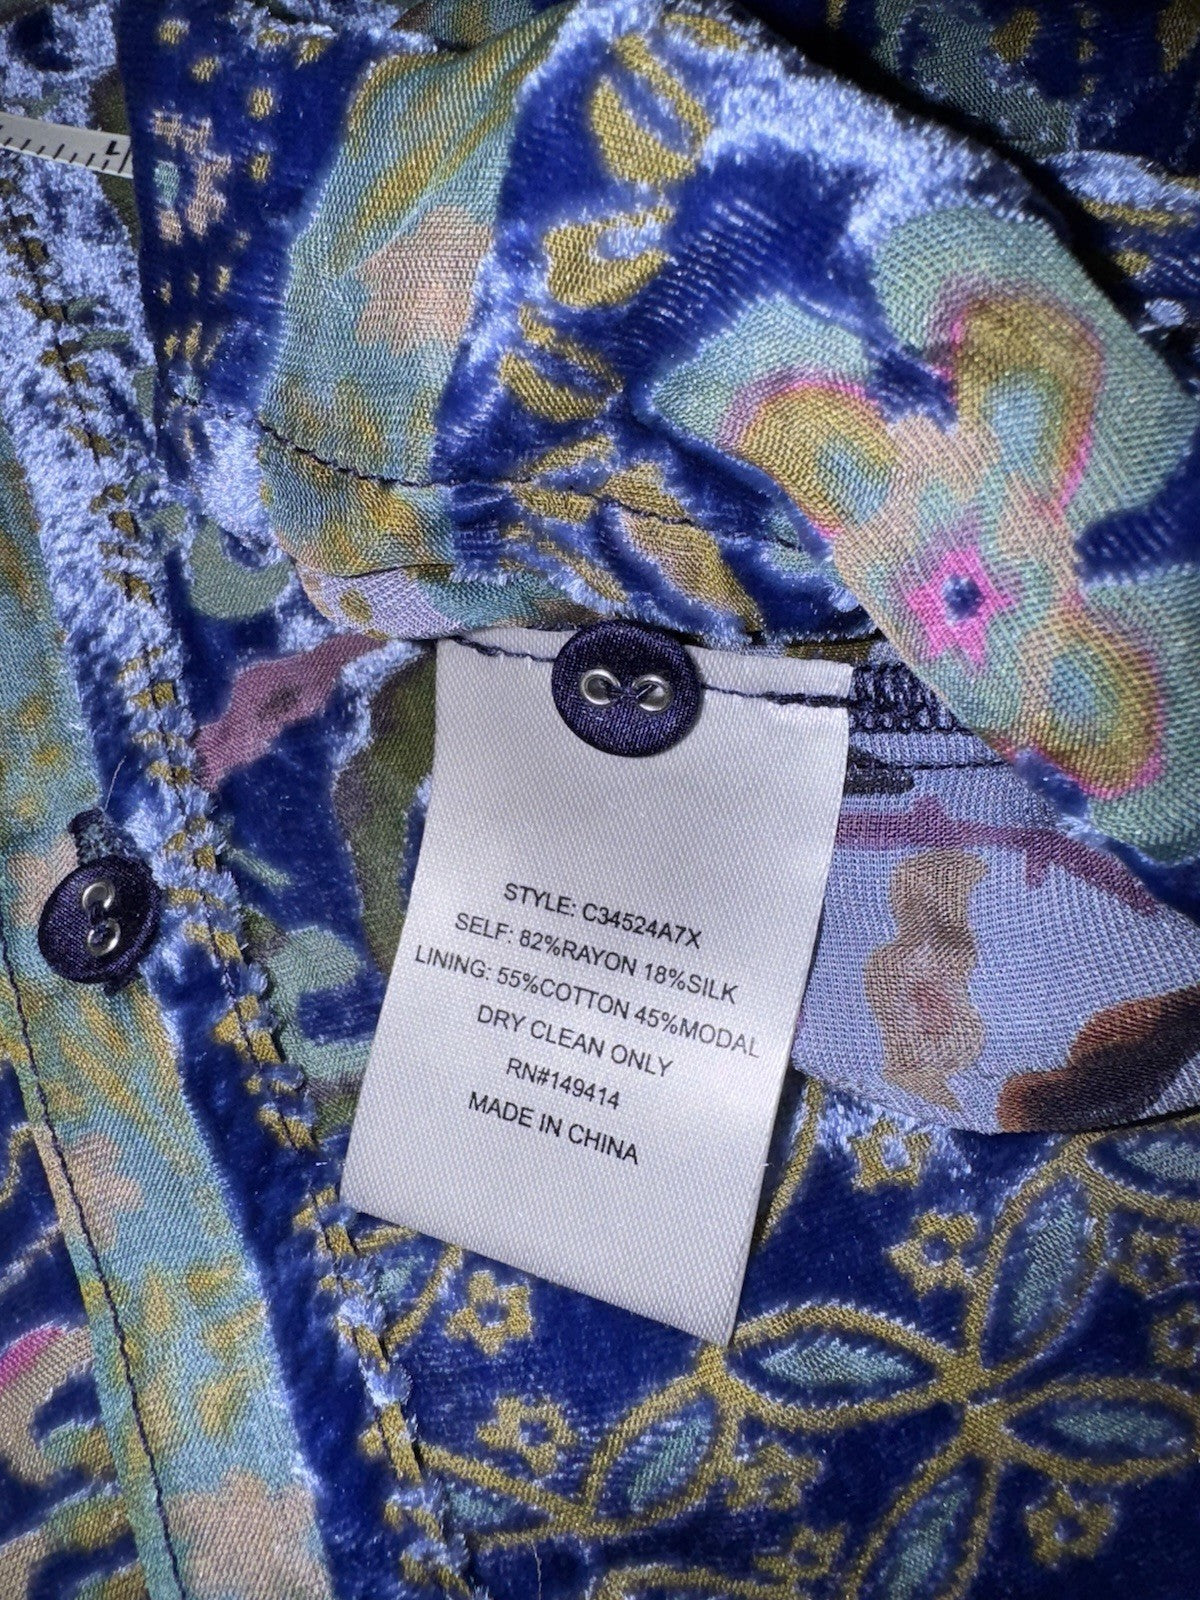 STYLE: C34524A7X
SELF: 82%RAYON 18%SILK
LINING: 55%COTTON 45%MODAL
DRY CLEAN ONLY
RN#149414
MADE IN CHINA